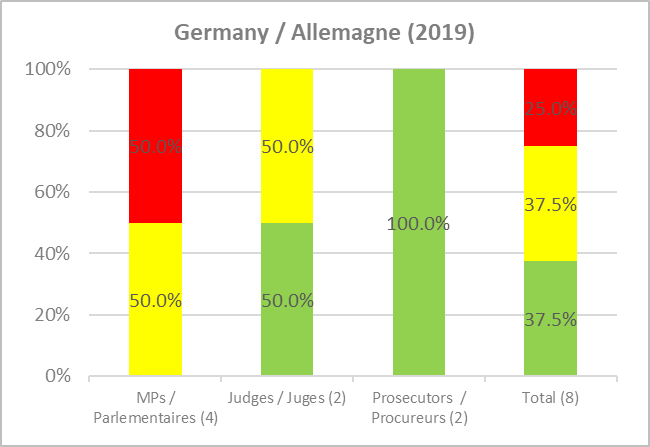 Germany / Allemagne (2019)
100%
80%
60%
40%
20%
0%
50.0%
50.0%
50.0%
50.0%
100.0%
25.0%
37.5%
37.5%
MPs /
Parlementaires (4)
Judges / Juges (2)
Prosecutors /
Procureurs (2)
Total (8)